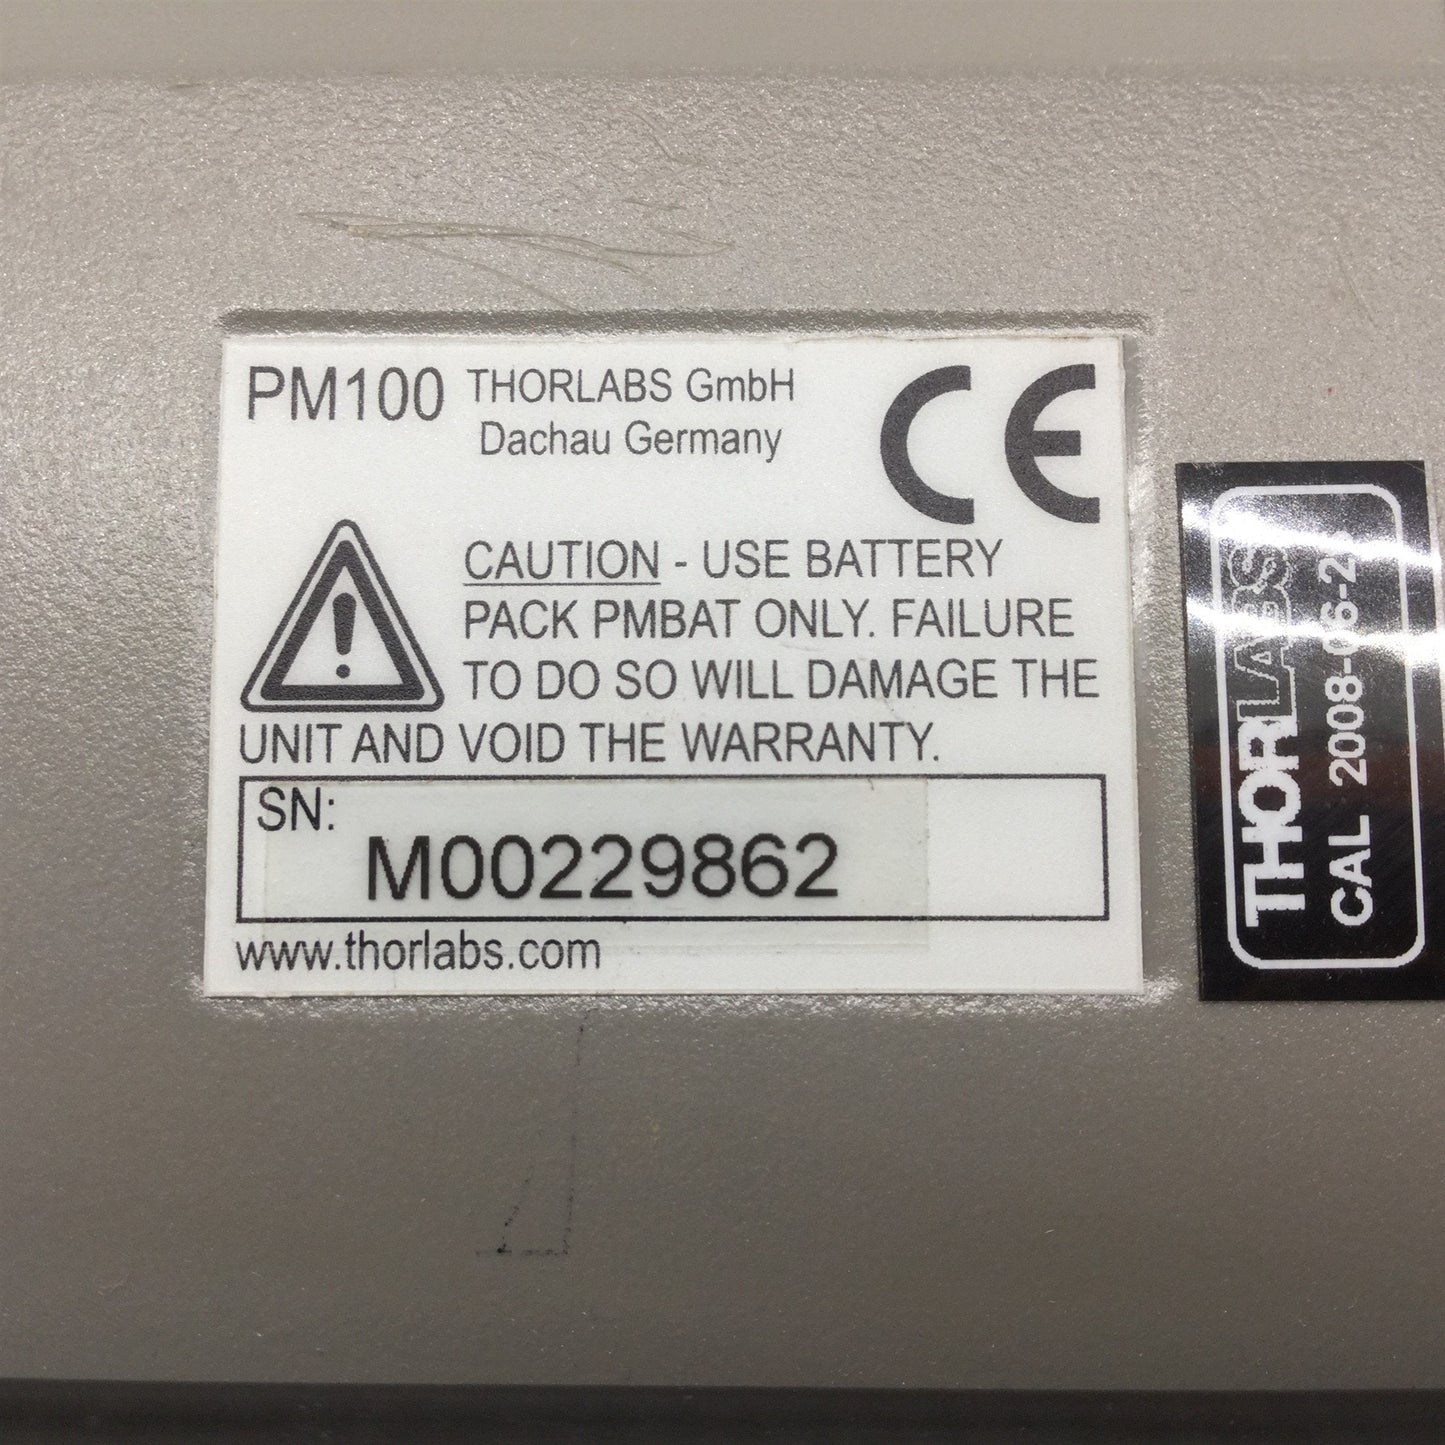 PM100 THORLABS GmbH
Dachau Germany
CE
CAUTION - USE BATTERY
PACK PMBAT ONLY. FAILURE
TO DO SO WILL DAMAGE THE
UNIT AND VOID THE WARRANTY.
SN:
M00229862
www.thorlabs.com
THORLABS
CAL